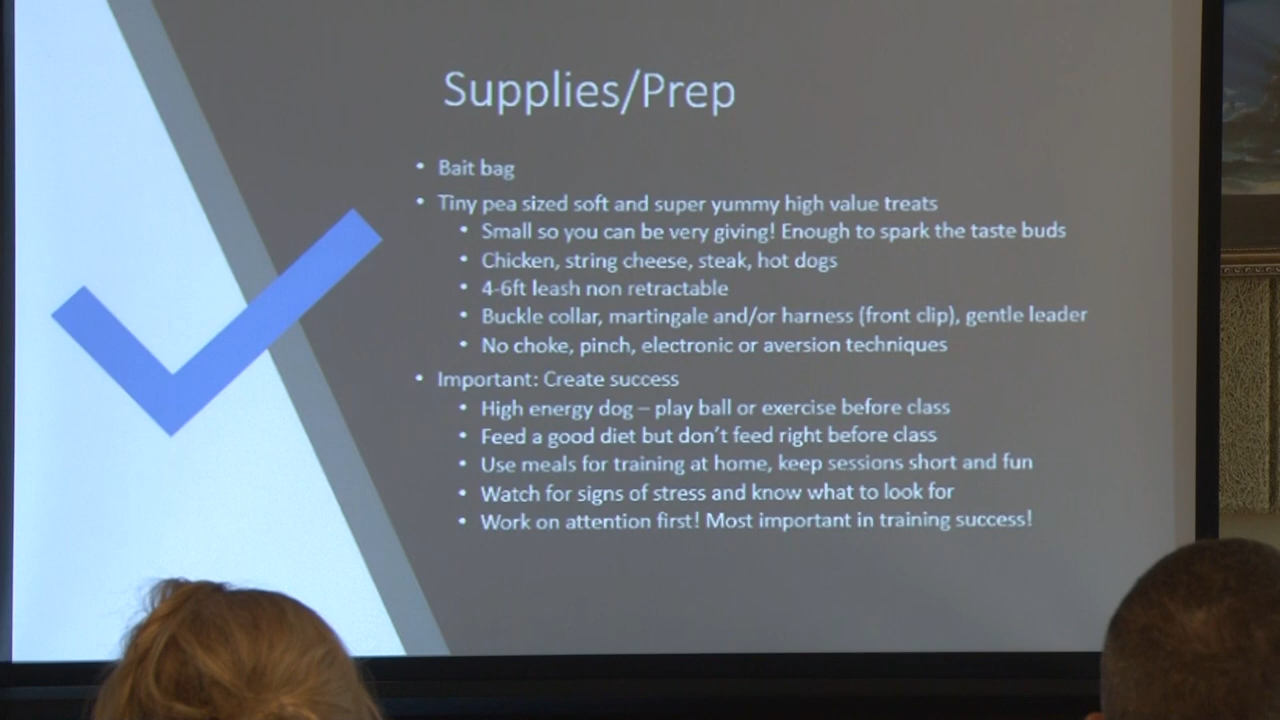 Supplies/Prep
• Bait bag
• Tiny pea sized soft and super yummy high value treats
• Small so you can be very giving! Enough to spark the taste buds
• Chicken, string cheese, steak, hot dogs
• 4-6ft leash non retractable
• Buckle collar, martingale and/or harness (front clip), gentle leader
• No choke, pinch, electronic or aversion techniques
• Important: Create success
• High energy dog – play ball or exercise before class
• Feed a good diet but don't feed right before class
• Use meals for training at home, keep sessions short and fun
• Watch for signs of stress and know what to look for
• Work on attention first! Most important in training success!